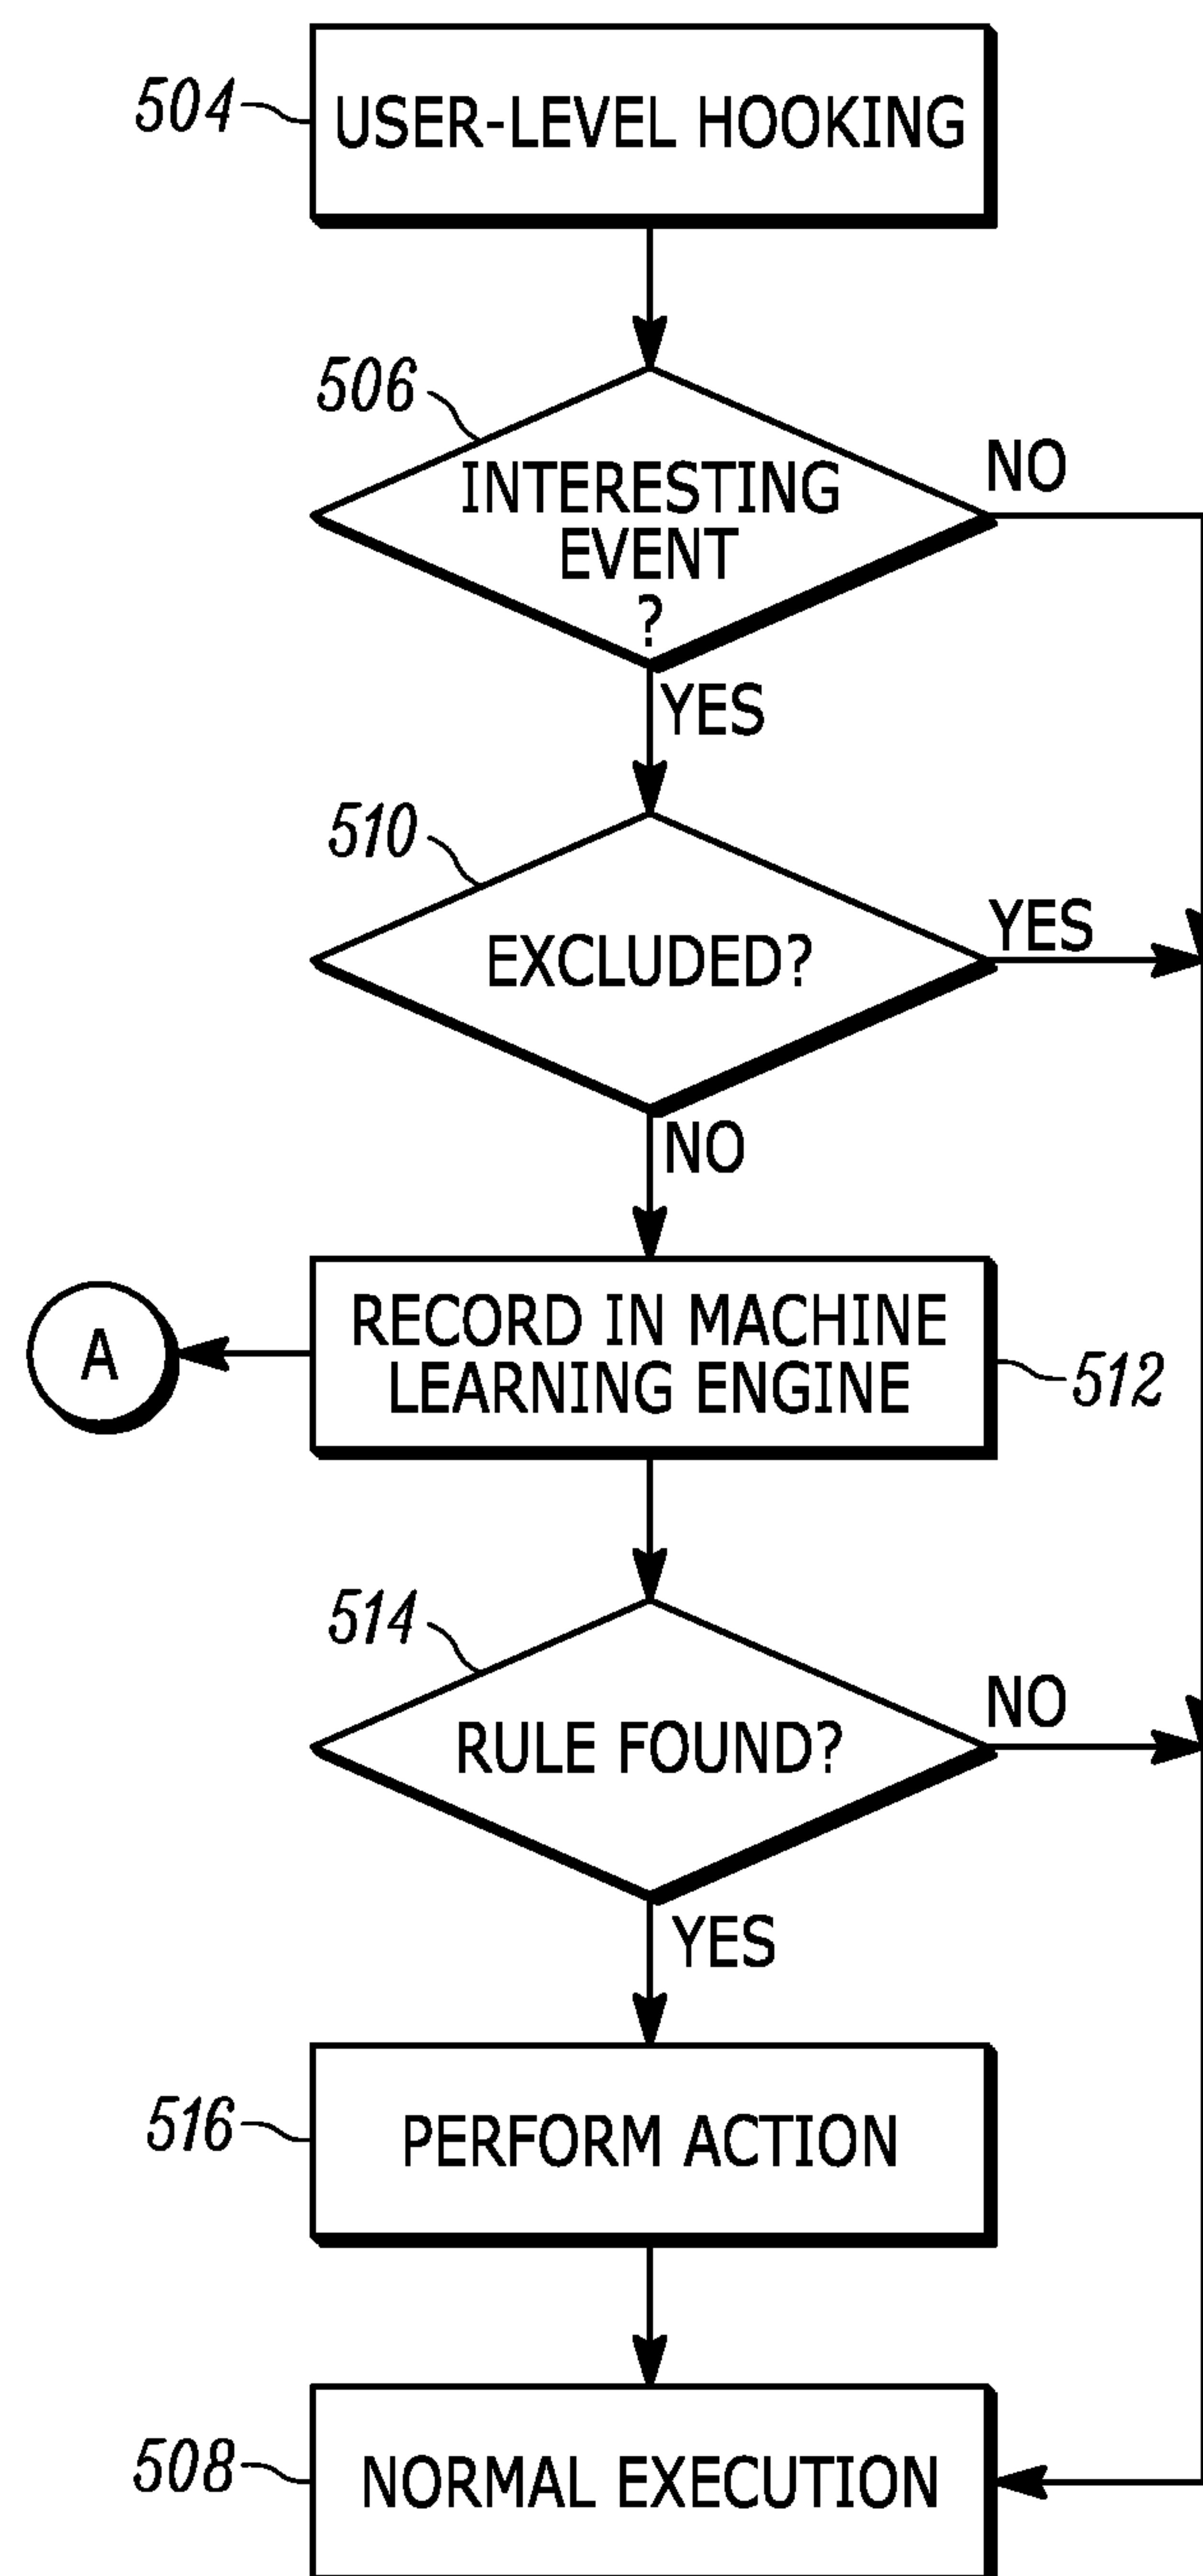 504
USER-LEVEL HOOKING
506
INTERESTING
EVENT
?
NO
YES
510
EXCLUDED?
YES
NO
RECORD IN MACHINE
LEARNING ENGINE
A
512
514
RULE FOUND?
NO
YES
516
PERFORM ACTION
508
NORMAL EXECUTION